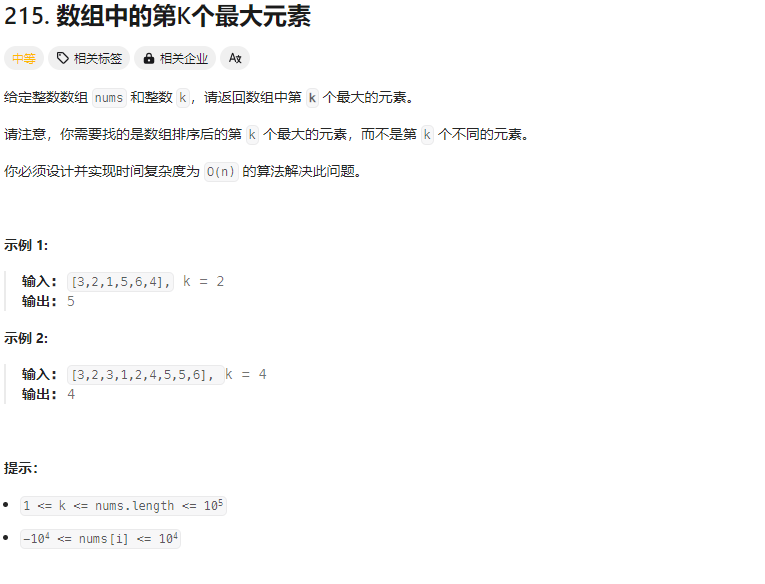 215. 数组中的第K个最大元素
中等 相关标签 相关企业 Aあ
给定整数数组 nums 和整数 k，请返回数组中第 k 个最大的元素。
请注意，你需要找的是数组排序后的第 k 个最大的元素，而不是第 k 个不同的元素。
你必须设计并实现时间复杂度为 O(n) 的算法解决此问题。
示例 1:
输入: [3,2,1,5,6,4], k = 2
输出: 5
示例 2:
输入: [3,2,3,1,2,4,5,5,6], k = 4
输出: 4
提示：
1 <= k <= nums.length <= 10⁵
-10⁴ <= nums[i] <= 10⁴